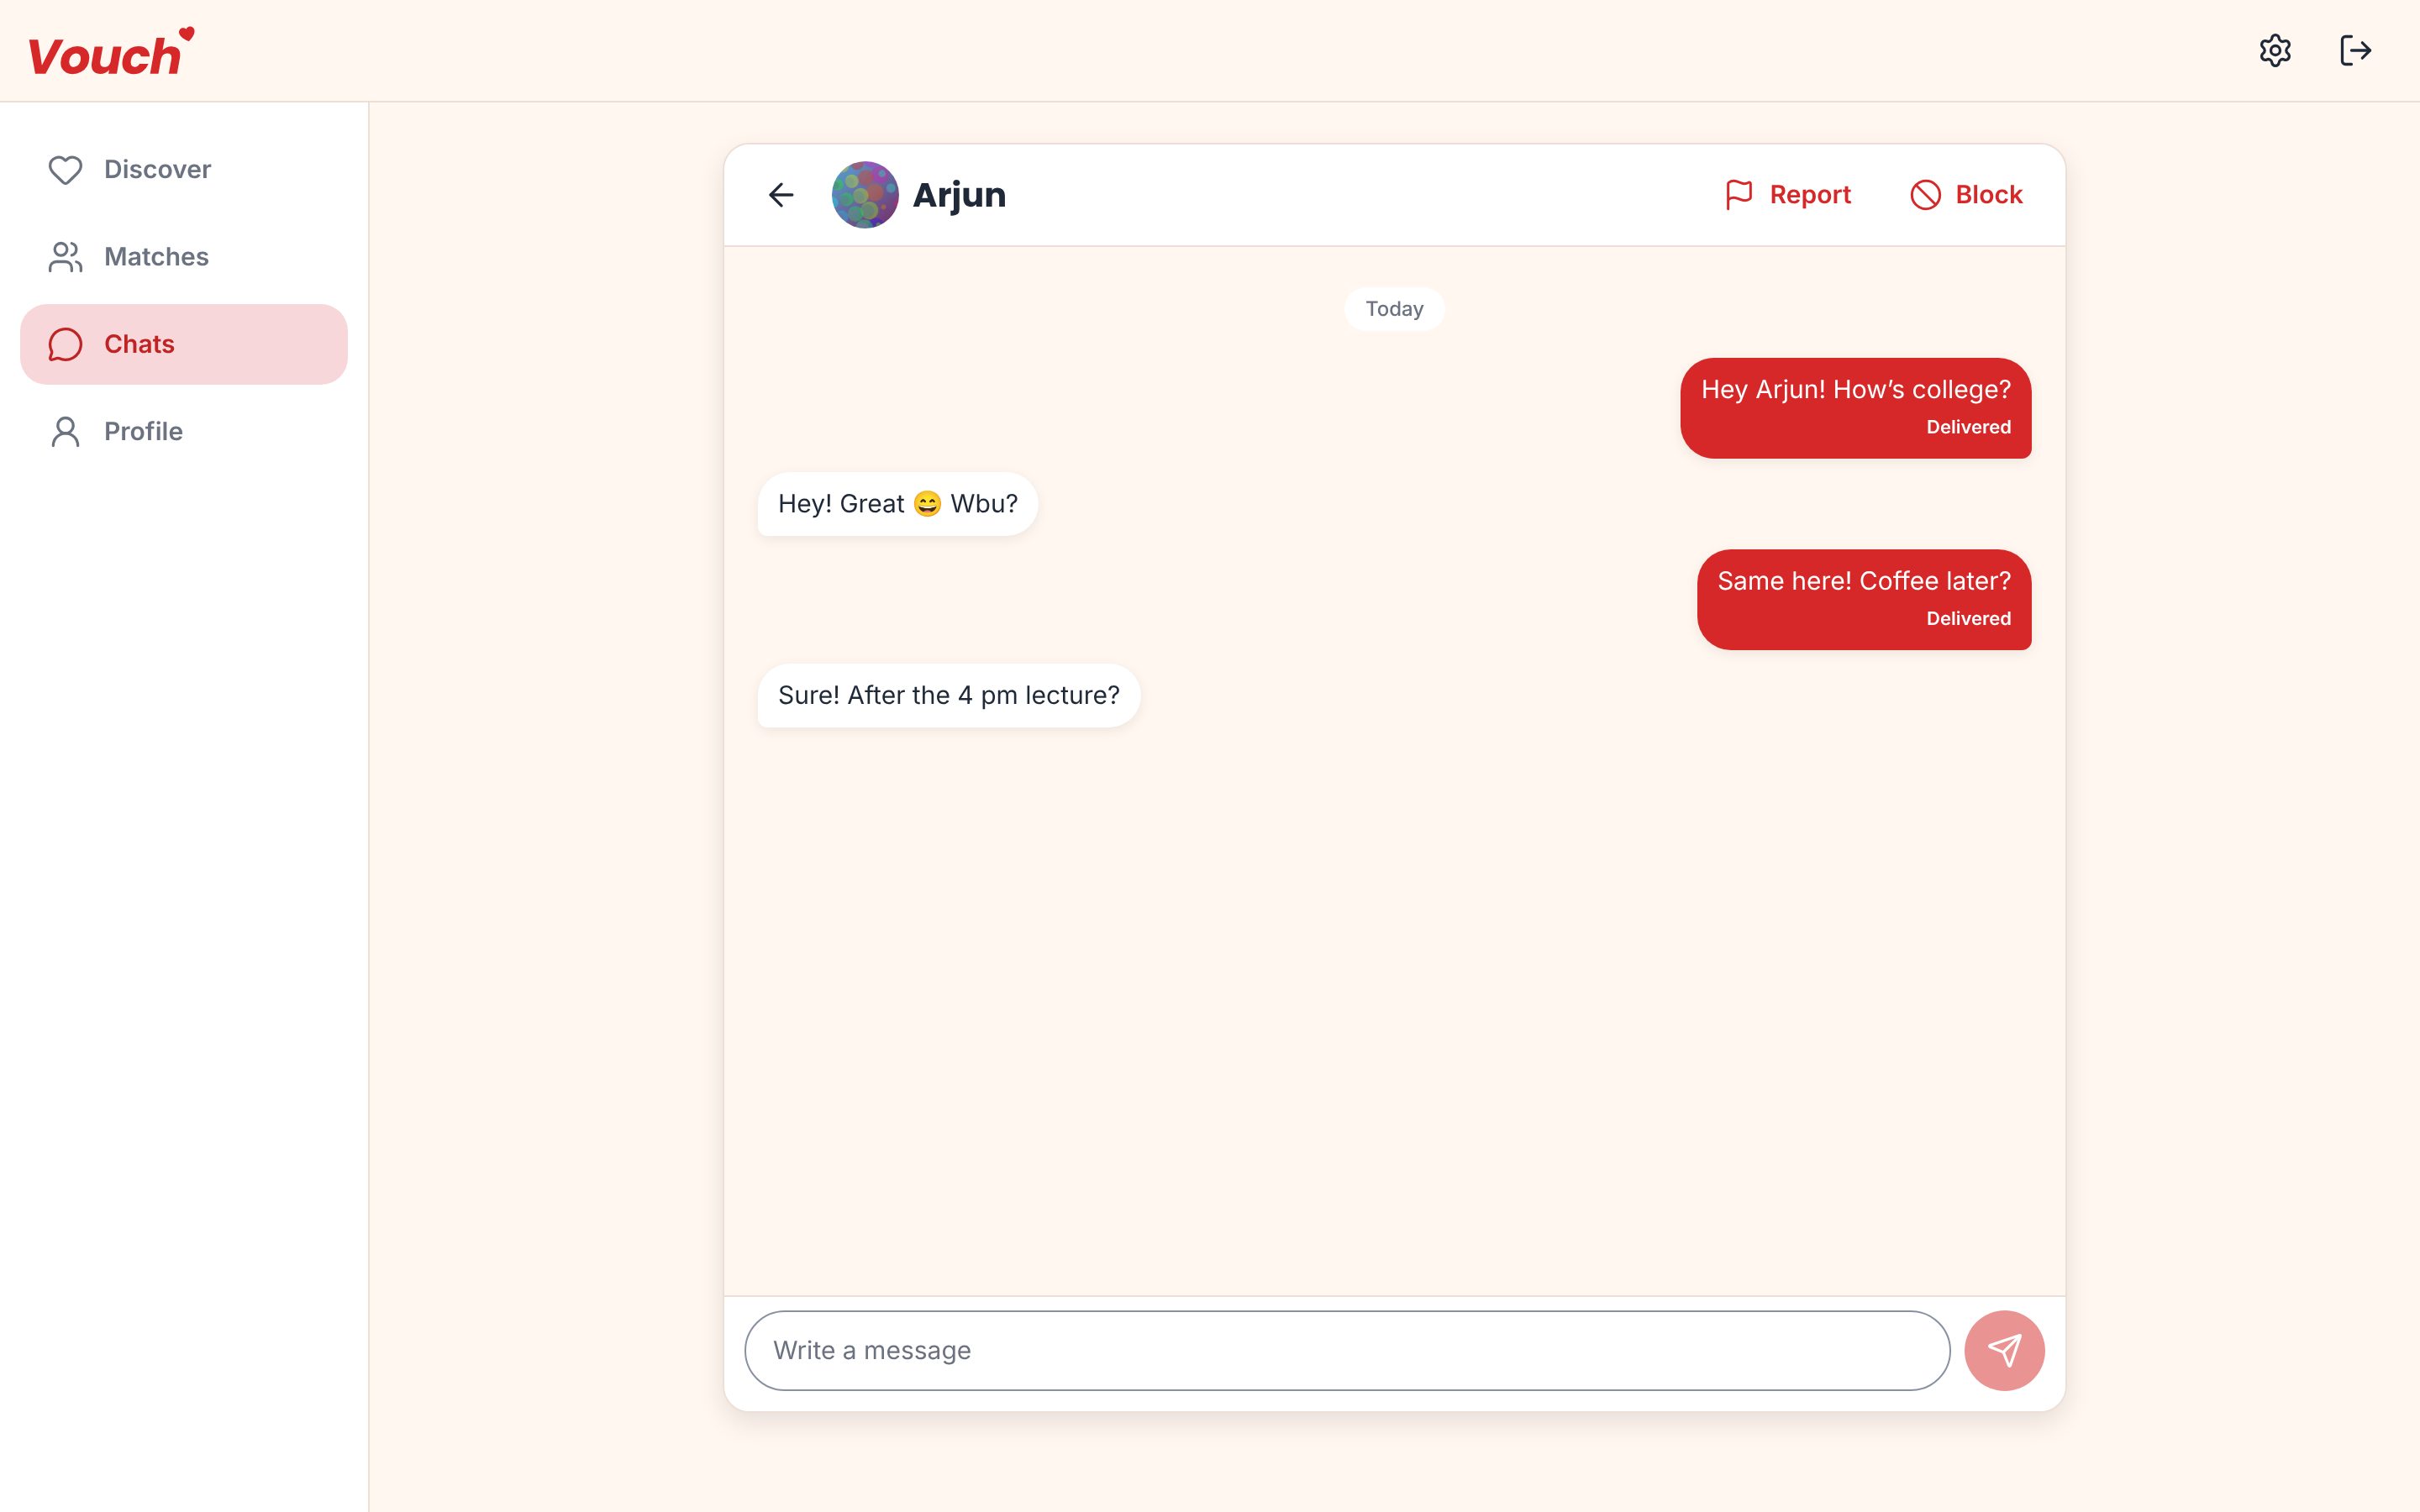 Vouch
Discover
Matches
Chats
Profile
Arjun
Report
Block
Today
Hey Arjun! How’s college?
Delivered
Hey! Great 😄 Wbu?
Same here! Coffee later?
Delivered
Sure! After the 4 pm lecture?
Write a message